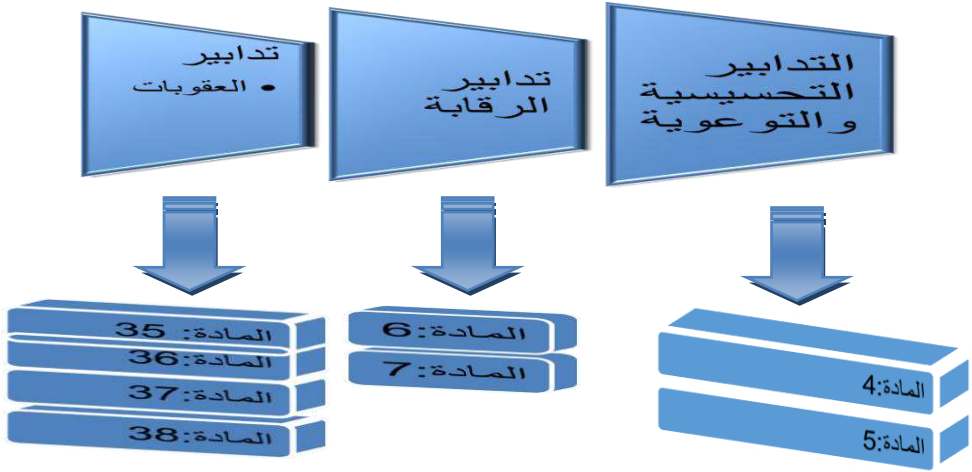 التدابير
التحسيسية
والتوعوية
تدابير
الرقابة
تدابير
• العقوبات
المادة:4
المادة:5
المادة:6
المادة:7
المادة: 35
المادة:36
المادة:37
المادة:38